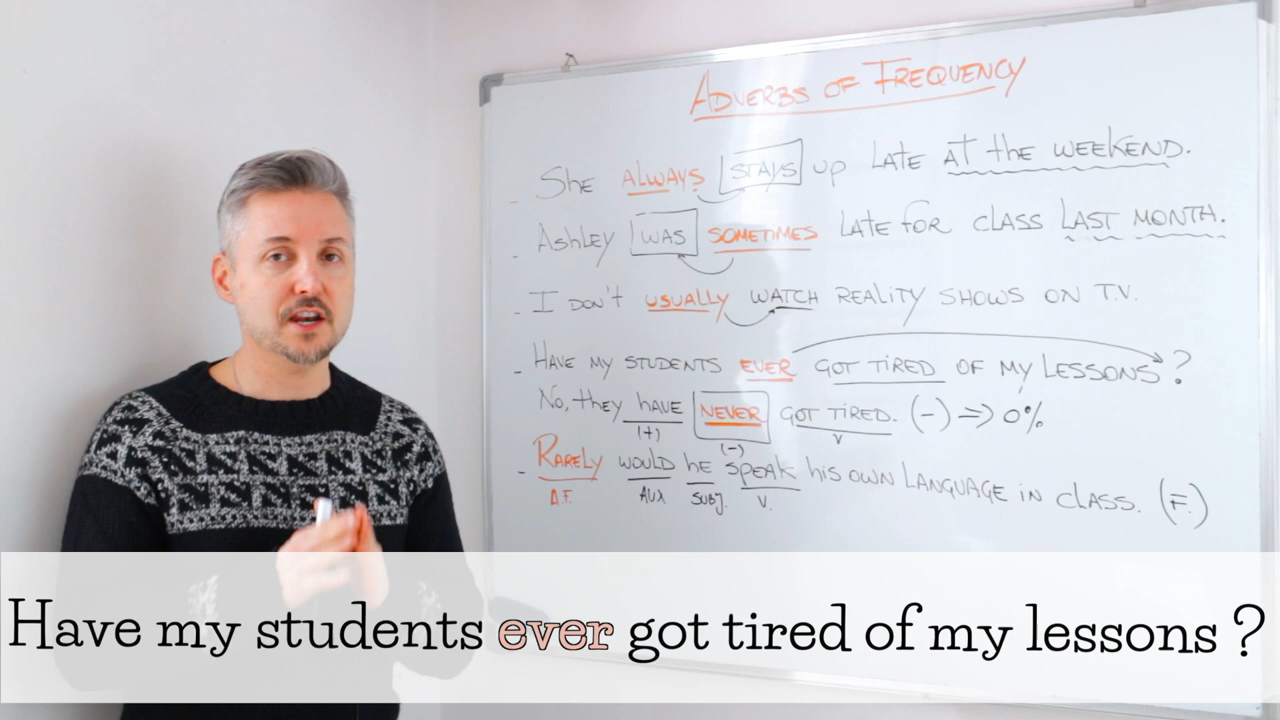 ADVERBS OF FREQUENCY
- She ALWAYS STAYS UP LATE AT the WEEKEND.
- Ashley WAS SOMETIMES LATE FOR CLASS LAST MONTH.
- I DON'T USUALLY WATCH REALITY SHOWS ON T.V.
- HAVE MY STUDENTS EVER GOT TIRED OF MY LESSONS?
No, they HAVE NEVER GOT TIRED. (-) => 0%
(+) (-) V
- RARELY WOULD HE SPEAK his OWN LANGUAGE IN CLASS. (F.)
A.F. AUX SUBJ. V.
Have my students ever got tired of my lessons ?